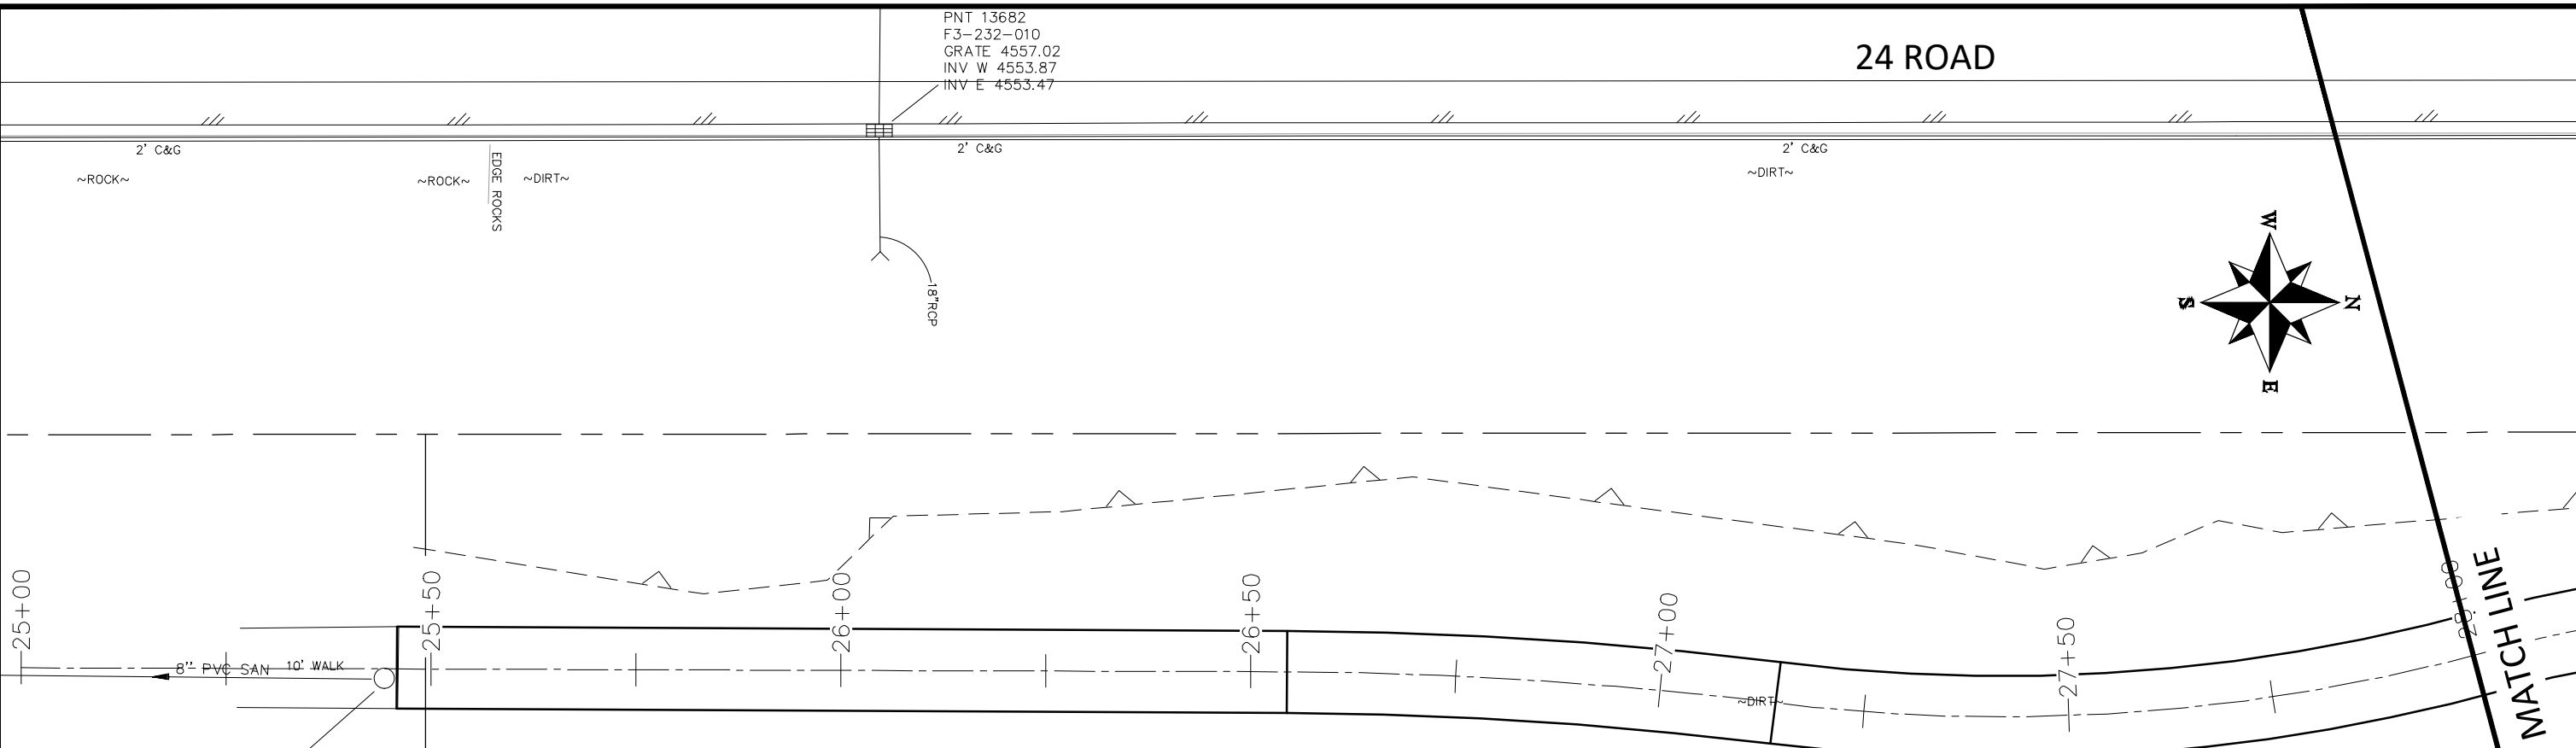 PNT 13682
F3-232-010
GRATE 4557.02
INV W 4553.87
INV E 4553.47
24 ROAD
2' C&G
2' C&G
2' C&G
~ROCK~
~ROCK~
EDGE ROCKS
~DIRT~
~DIRT~
18"RCP
W
N
S
E
25+00
25+50
26+00
26+50
27+00
27+50
28+00
MATCH LINE
8" PVC SAN
10' WALK
~DIRT~